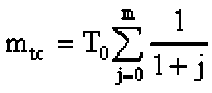 m_tc = T_0 \sum_{j=0}^{m} \frac{1}{1 + j}